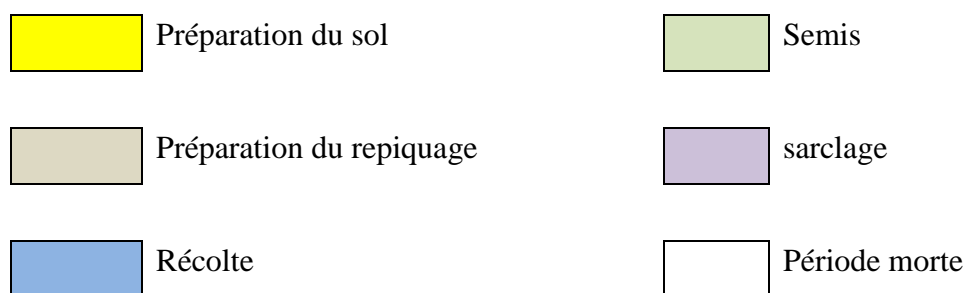 Préparation du sol
Semis
Préparation du repiquage
sarclage
Récolte
Période morte